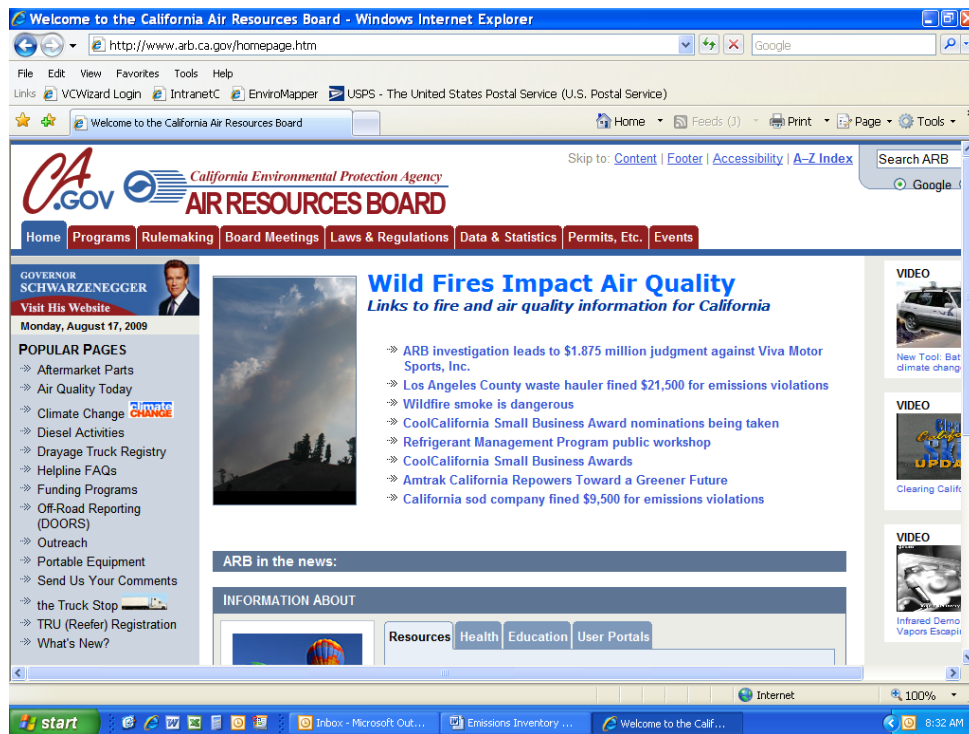 Welcome to the California Air Resources Board - Windows Internet Explorer
http://www.arb.ca.gov/homepage.htm
Google
File Edit View Favorites Tools Help
Links VCWizard Login IntranetC EnviroMapper USPS - The United States Postal Service (U.S. Postal Service)
Welcome to the California Air Resources Board
Home Feeds (J) Print Page Tools
Skip to: Content | Footer | Accessibility | A–Z Index
Search ARB
Google
CA.GOV
California Environmental Protection Agency
AIR RESOURCES BOARD
Home Programs Rulemaking Board Meetings Laws & Regulations Data & Statistics Permits, Etc. Events
GOVERNOR
SCHWARZENEGGER
Visit His Website
Monday, August 17, 2009
POPULAR PAGES
Aftermarket Parts
Air Quality Today
Climate Change climate CHANGE
Diesel Activities
Drayage Truck Registry
Helpline FAQs
Funding Programs
Off-Road Reporting
(DOORS)
Outreach
Portable Equipment
Send Us Your Comments
the Truck Stop
TRU (Reefer) Registration
What's New?
Wild Fires Impact Air Quality
Links to fire and air quality information for California
ARB investigation leads to $1.875 million judgment against Viva Motor
Sports, Inc.
Los Angeles County waste hauler fined $21,500 for emissions violations
Wildfire smoke is dangerous
CoolCalifornia Small Business Award nominations being taken
Refrigerant Management Program public workshop
CoolCalifornia Small Business Awards
Amtrak California Repowers Toward a Greener Future
California sod company fined $9,500 for emissions violations
ARB in the news:
INFORMATION ABOUT
Resources Health Education User Portals
VIDEO
New Tool: Bat
climate chang
VIDEO
UPDA
Clearing Calif
VIDEO
Infrared Demo
Vapors Escapi
Internet
100%
start
Inbox - Microsoft Out...
Emissions Inventory ...
Welcome to the Calif...
8:32 AM